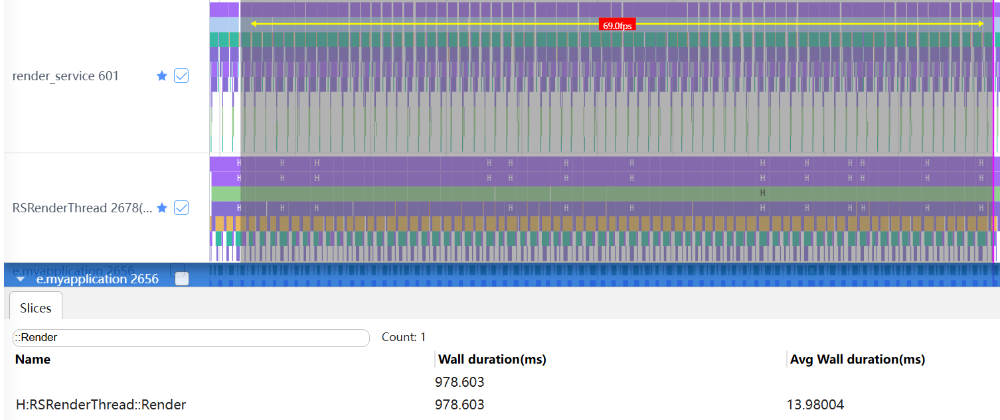 69.0fps
render_service 601
H H H H H H H H H H H H H H
H H H H H H H H H H H H H H
H
RSRenderThread 2678(...
H H H H H H H H H H H H H
e.myapplication 2656
R
e.myapplication 2656
Slices
::Render
Count: 1
Name Wall duration(ms) Avg Wall duration(ms)
978.603
H:RSRenderThread::Render 978.603 13.98004